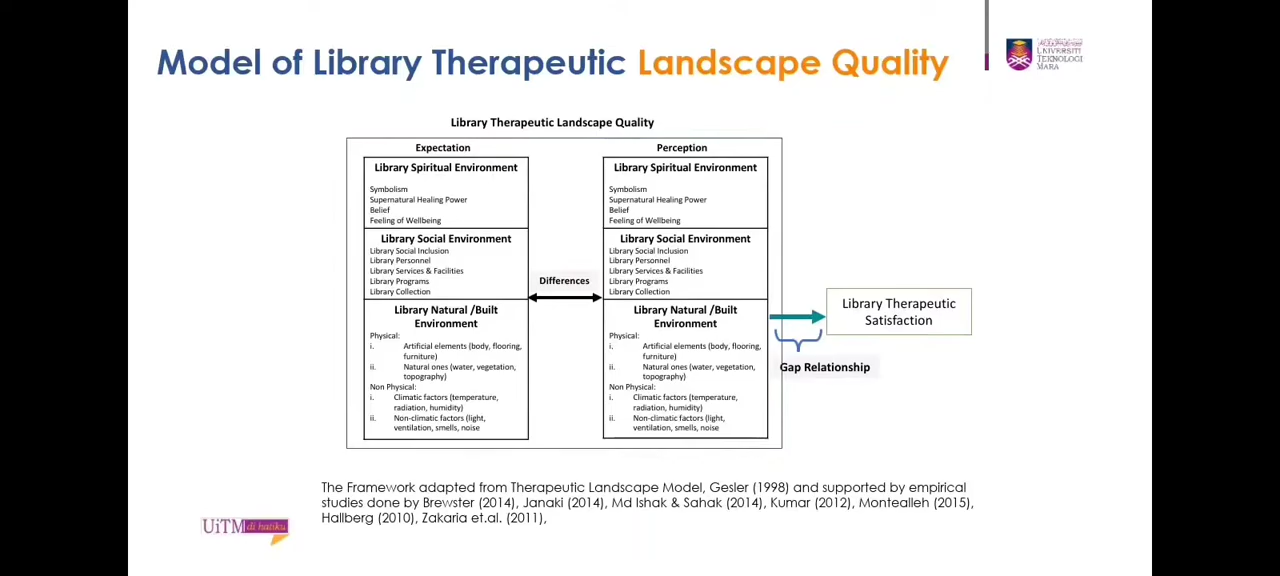 Model of Library Therapeutic Landscape Quality
UNIVERSITI
TEKNOLOGI
MARA
Library Therapeutic Landscape Quality
Expectation
Library Spiritual Environment
Symbolism
Supernatural Healing Power
Belief
Feeling of Wellbeing
Library Social Environment
Library Social Inclusion
Library Personnel
Library Services & Facilities
Library Programs
Library Collection
Library Natural /Built
Environment
Physical:
i. Artificial elements (body, flooring,
furniture)
ii. Natural ones (water, vegetation,
topography)
Non Physical:
i. Climatic factors (temperature,
radiation, humidity)
ii. Non-climatic factors (light,
ventilation, smells, noise
Differences
Perception
Library Spiritual Environment
Symbolism
Supernatural Healing Power
Belief
Feeling of Wellbeing
Library Social Environment
Library Social Inclusion
Library Personnel
Library Services & Facilities
Library Programs
Library Collection
Library Natural /Built
Environment
Physical:
i. Artificial elements (body, flooring,
furniture)
ii. Natural ones (water, vegetation,
topography)
Non Physical:
i. Climatic factors (temperature,
radiation, humidity)
ii. Non-climatic factors (light,
ventilation, smells, noise
Library Therapeutic
Satisfaction
Gap Relationship
The Framework adapted from Therapeutic Landscape Model, Gesler (1998) and supported by empirical
studies done by Brewster (2014), Janaki (2014), Md Ishak & Sahak (2014), Kumar (2012), Montealleh (2015),
Hallberg (2010), Zakaria et.al. (2011),
UiTM di hatiku